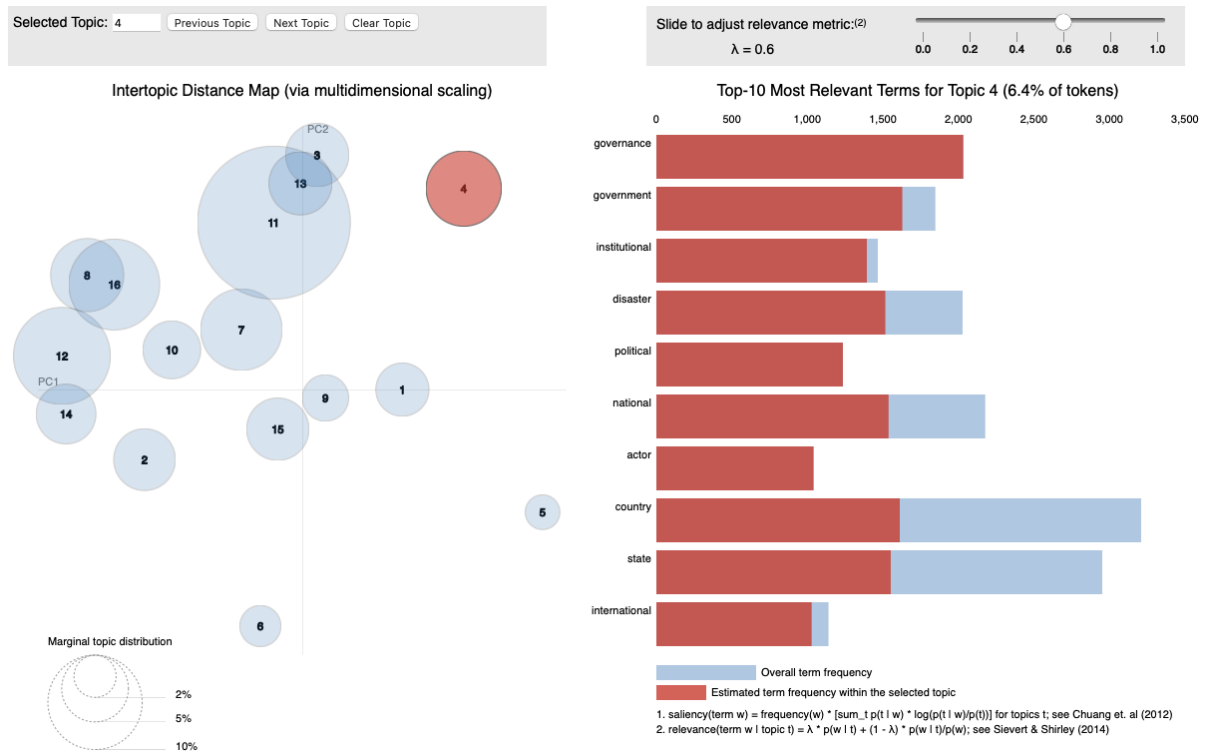 Selected Topic: 4 Previous Topic Next Topic Clear Topic
Slide to adjust relevance metric:(2)
λ = 0.6
0.0 0.2 0.4 0.6 0.8 1.0
Intertopic Distance Map (via multidimensional scaling)
PC2
3
13
4
11
8
16
7
10
12
PC1
1
9
14
15
2
5
6
Marginal topic distribution
2%
5%
10%
Top-10 Most Relevant Terms for Topic 4 (6.4% of tokens)
0 500 1,000 1,500 2,000 2,500 3,000 3,500
governance
government
institutional
disaster
political
national
actor
country
state
international
Overall term frequency
Estimated term frequency within the selected topic
1. saliency(term w) = frequency(w) * [sum_t p(t | w) * log(p(t | w)/p(t))] for topics t; see Chuang et. al (2012)
2. relevance(term w | topic t) = λ * p(w | t) + (1 - λ) * p(w | t)/p(w); see Sievert & Shirley (2014)